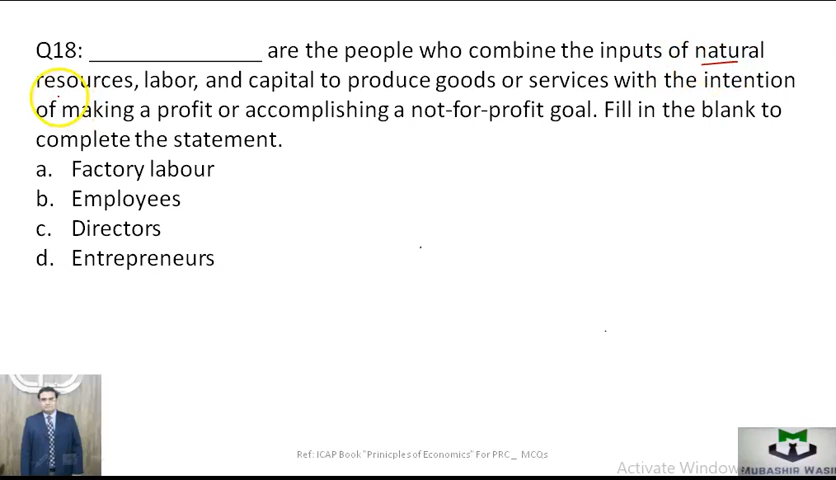 Q18: ______________ are the people who combine the inputs of natural
resources, labor, and capital to produce goods or services with the intention
of making a profit or accomplishing a not-for-profit goal. Fill in the blank to
complete the statement.
a. Factory labour
b. Employees
c. Directors
d. Entrepreneurs
Ref: ICAP Book "Prinicples of Economics" For PRC_ MCQs
Activate Window
MUBASHIR WASI